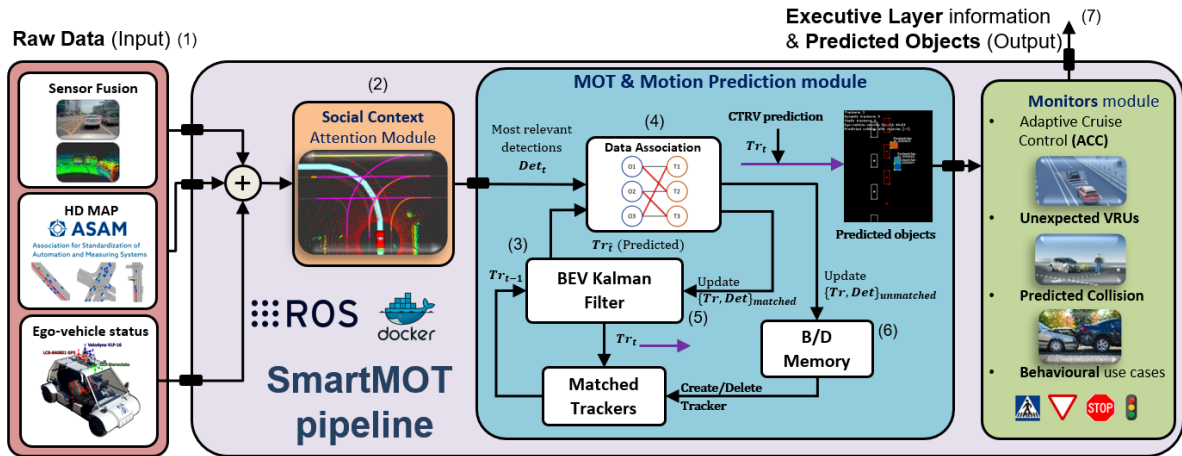 Raw Data (Input) (1)
Executive Layer information (7)
& Predicted Objects (Output)
Sensor Fusion
HD MAP
ASAM
Association for Standardization of
Automation and Measuring Systems
Ego-vehicle status
Velodyne VLP-16
+
(2)
Social Context
Attention Module
ROS
docker
SmartMOT
pipeline
MOT & Motion Prediction module
Most relevant
detections
Det_t
(4)
Data Association
O1 T1
O2 T2
O3 T3
CTRV prediction
Tr_t
Predicted objects
Tr_t̂ (Predicted)
(3)
Tr_{t-1}
BEV Kalman
Filter
Update
{Tr, Det}_{matched}
(5)
Update
{Tr, Det}_{unmatched}
Tr_t
B/D
Memory
(6)
Matched
Trackers
Create/Delete
Tracker
Monitors module
• Adaptive Cruise
Control (ACC)
• Unexpected VRUs
• Predicted Collision
• Behavioural use cases
STOP